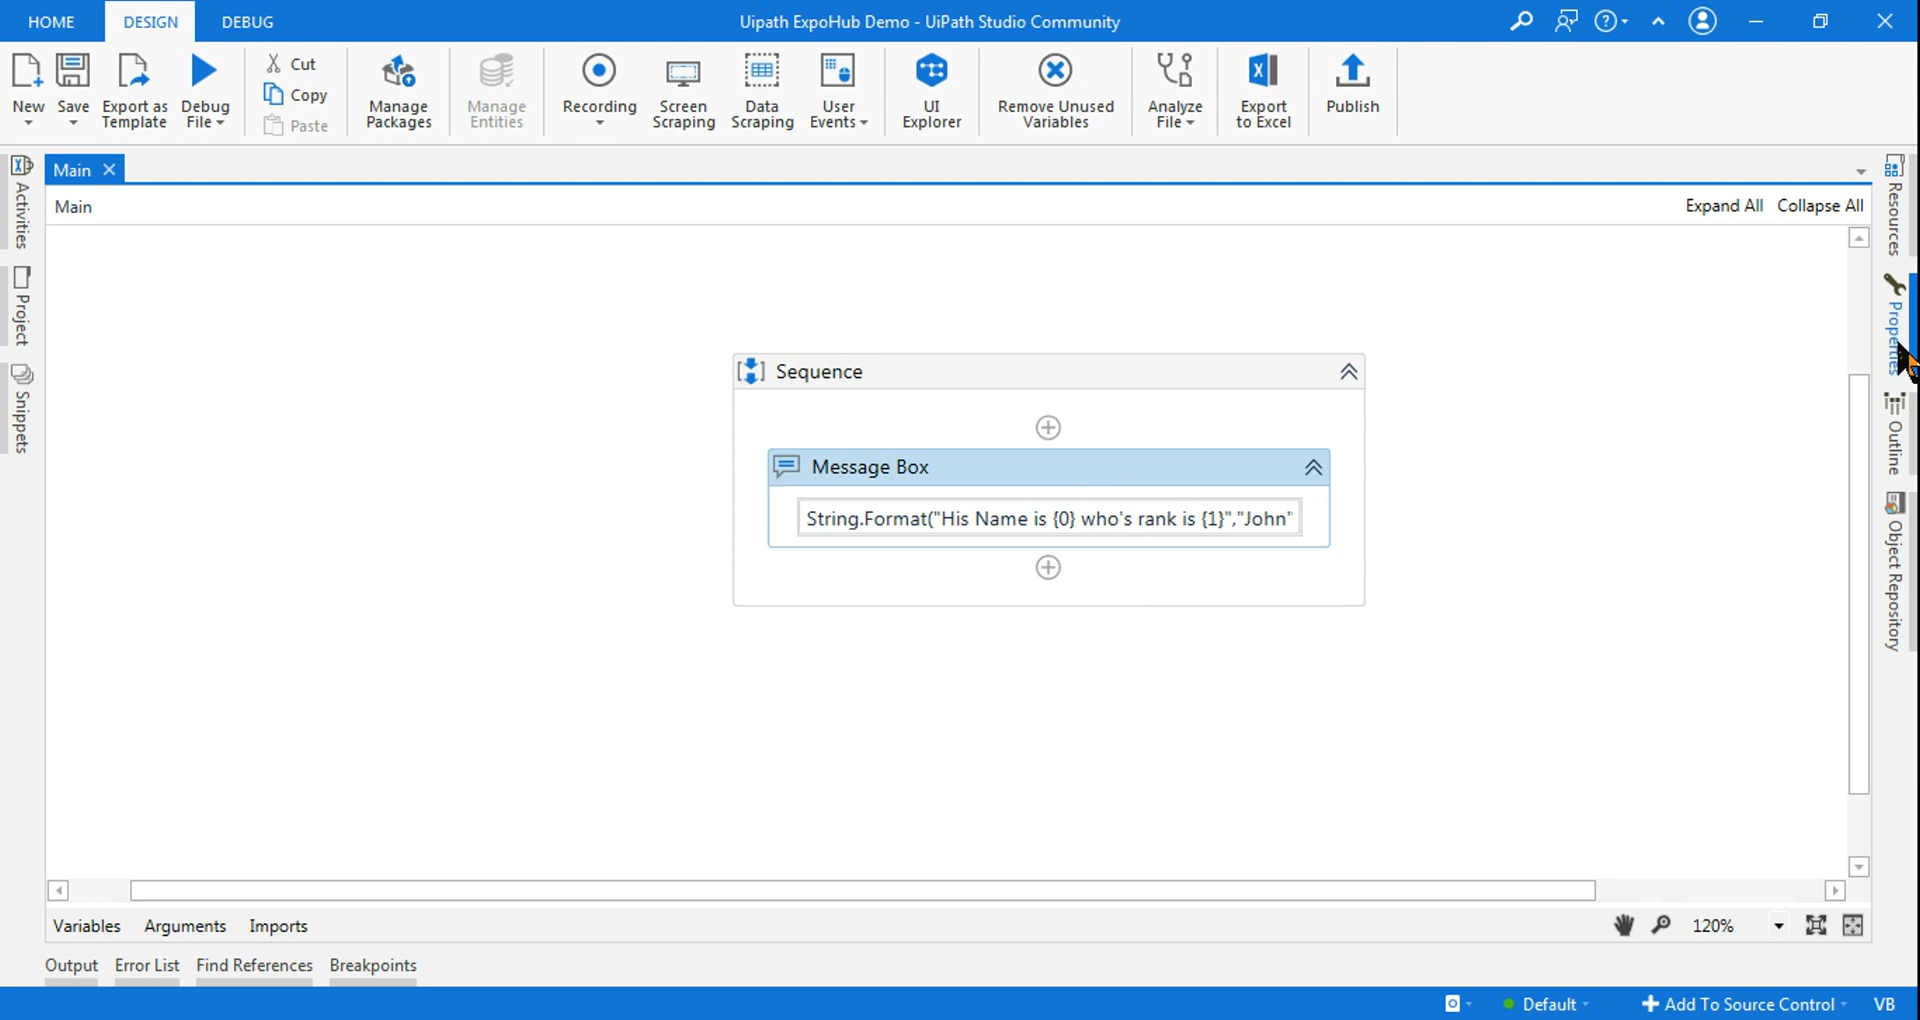 HOME DESIGN DEBUG Uipath ExpoHub Demo - UiPath Studio Community
New Save Export as Template Debug File
Cut
Copy
Paste
Manage Packages Manage Entities Recording Screen Scraping Data Scraping User Events UI Explorer Remove Unused Variables Analyze File Export to Excel Publish
Main
Main Expand All Collapse All
Activities
Project
Snippets
Resources
Properties
Outline
Object Repository
Sequence
Message Box
String.Format("His Name is {0} who's rank is {1}","John"
Variables Arguments Imports 120%
Output Error List Find References Breakpoints
Default Add To Source Control VB